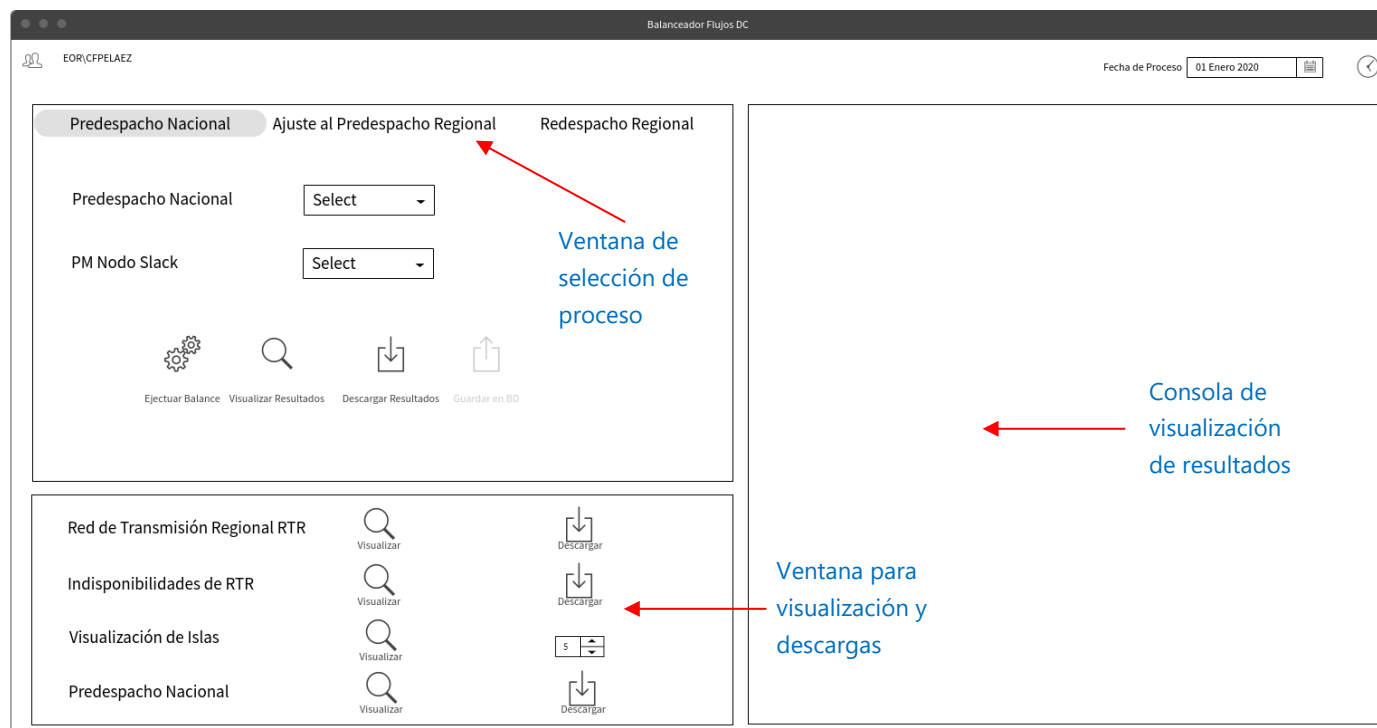 Balanceador Flujos DC
EOR\CFPELAEZ
Fecha de Proceso 01 Enero 2020
Predespacho Nacional Ajuste al Predespacho Regional Redespacho Regional
Predespacho Nacional Select
PM Nodo Slack Select
Ventana de
selección de
proceso
Ejectuar Balance Visualizar Resultados Descargar Resultados Guardar en BD
Consola de
visualización
de resultados
Red de Transmisión Regional RTR
Visualizar Descargar
Indisponibilidades de RTR
Visualizar Descargar
Visualización de Islas 5
Visualizar
Predespacho Nacional
Visualizar Descargar
Ventana para
visualización y
descargas